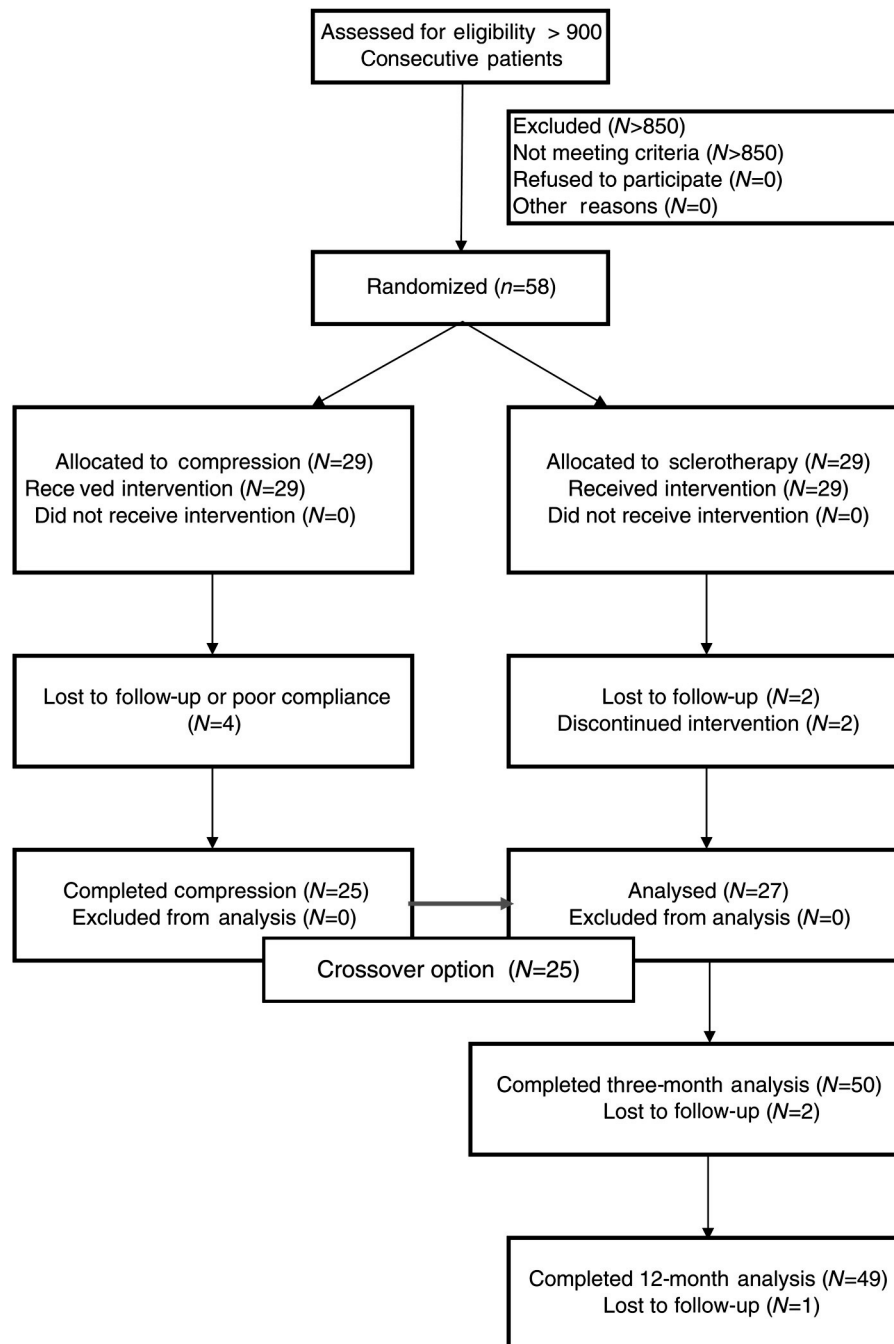 Assessed for eligibility > 900
Consecutive patients
Excluded (N>850)
Not meeting criteria (N>850)
Refused to participate (N=0)
Other reasons (N=0)
Randomized (n=58)
Allocated to compression (N=29)
Rece ved intervention (N=29)
Did not receive intervention (N=0)
Allocated to sclerotherapy (N=29)
Received intervention (N=29)
Did not receive intervention (N=0)
Lost to follow-up or poor compliance
(N=4)
Lost to follow-up (N=2)
Discontinued intervention (N=2)
Completed compression (N=25)
Excluded from analysis (N=0)
Analysed (N=27)
Excluded from analysis (N=0)
Crossover option (N=25)
Completed three-month analysis (N=50)
Lost to follow-up (N=2)
Completed 12-month analysis (N=49)
Lost to follow-up (N=1)